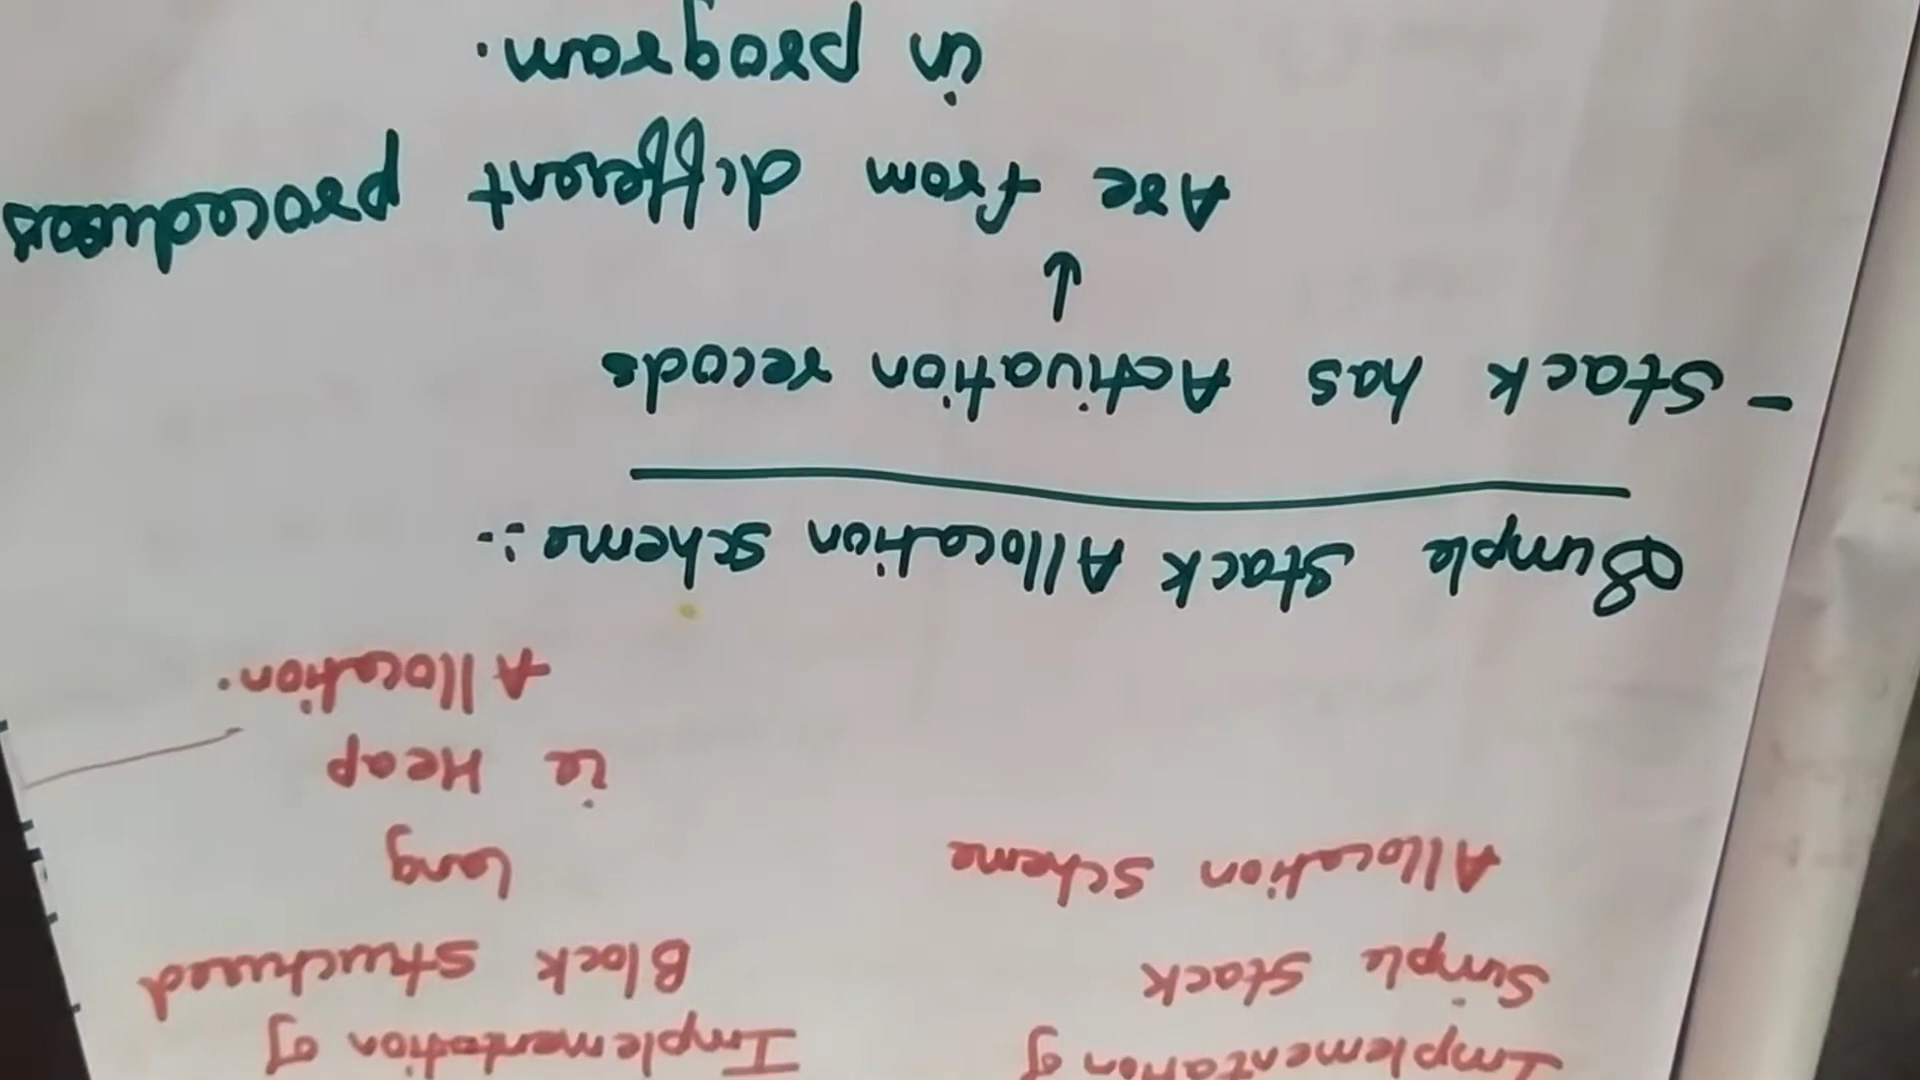 Implementation of
Simple Stack
Allocation Scheme
Implementation of
Block structured
Lang
ie Heap
Allocation.
Simple Stack Allocation Scheme :-
- Stack has Activation recods
↓
Are from different procedures
in program.